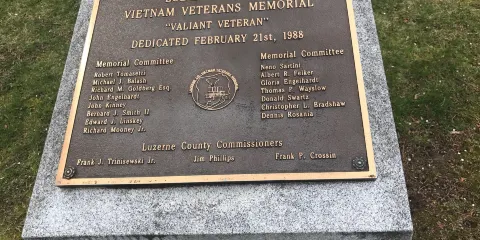 VIETNAM VETERANS MEMORIAL
"VALIANT VETERAN"
DEDICATED FEBRUARY 21st, 1988
Memorial Committee
Robert Tomasetti
Michael J. Balash
Richard M. Goldberg Esq.
John Engelhardt
John Kinney
Bernard J. Smith II
Edward J. Linskey
Richard Mooney Jr.
Memorial Committee
Neno Sartini
Albert R. Felker
Gloria Engelhardt
Thomas P. Wayslow
Donald Swartz
Christopher L. Bradshaw
Dennis Rosania
Luzerne County Commissioners
Frank J. Trinisewski Jr.
Jim Phillips
Frank P. Crossin